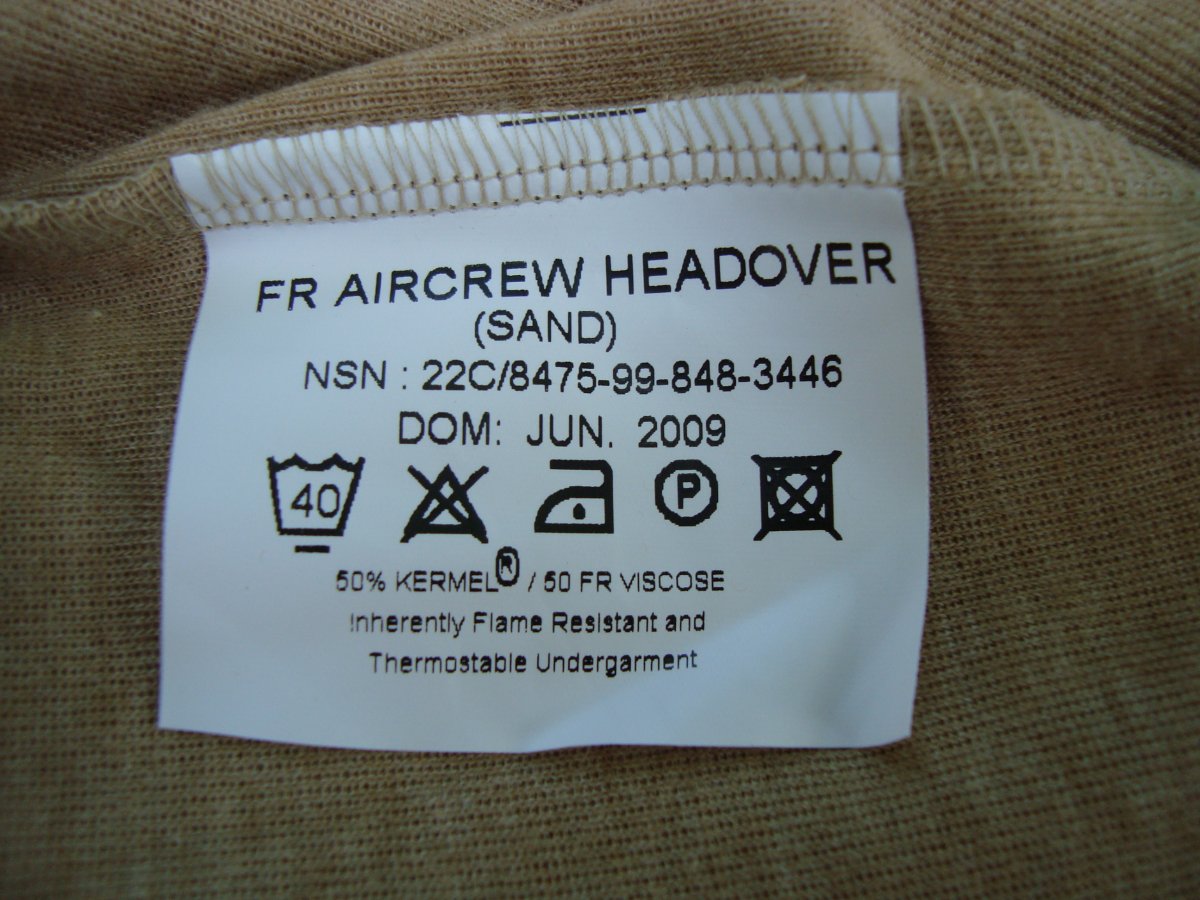 FR AIRCREW HEADOVER
(SAND)
NSN : 22C/8475-99-848-3446
DOM: JUN. 2009
40 P
50% KERMEL® / 50 FR VISCOSE
Inherently Flame Resistant and
Thermostable Undergarment